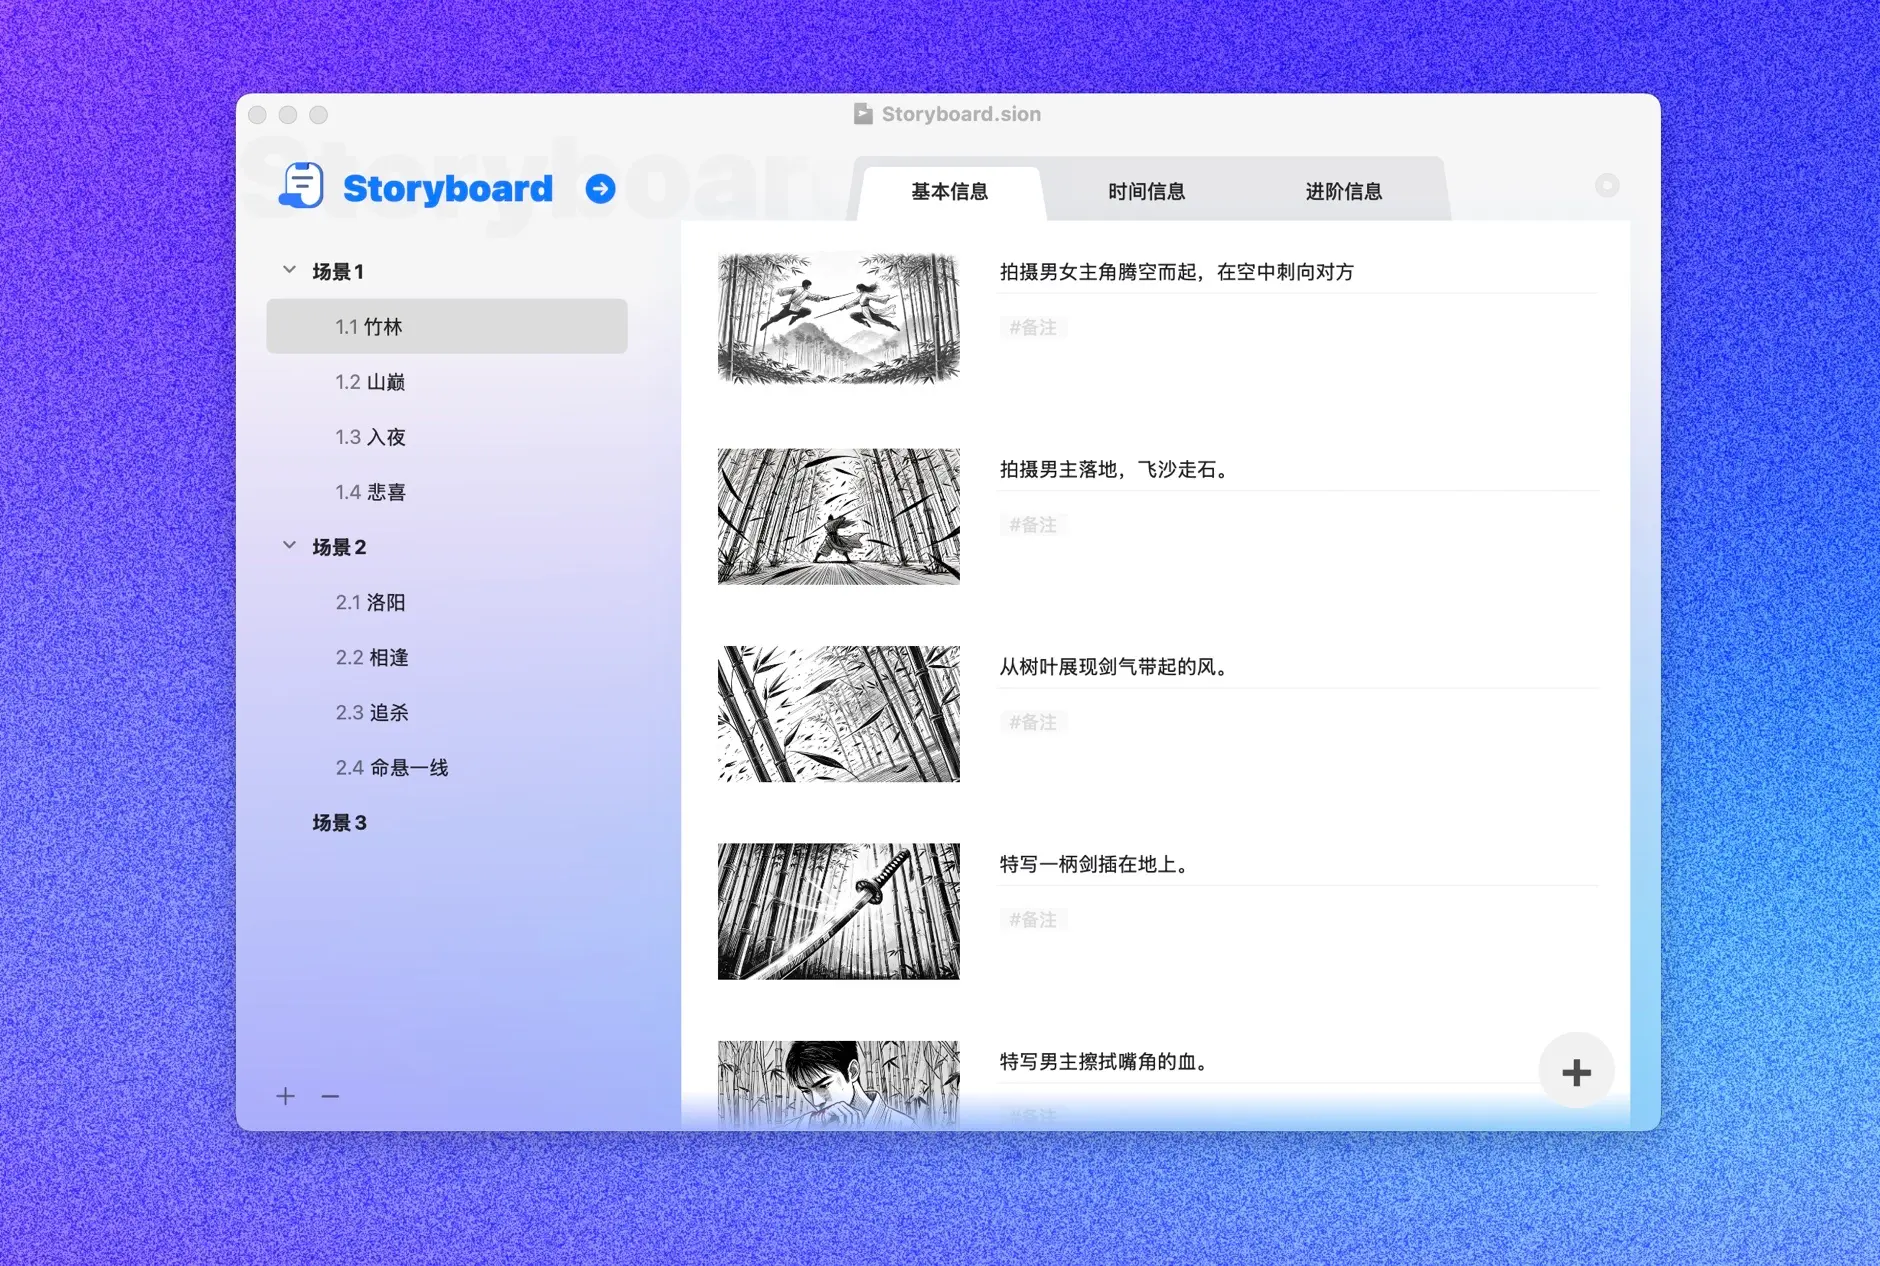 Storyboard.sion
Storyboard
基本信息
时间信息
进阶信息
场景1
1.1 竹林
1.2 山巅
1.3 入夜
1.4 悲喜
场景2
2.1 洛阳
2.2 相逢
2.3 追杀
2.4 命悬一线
场景3
拍摄男女主角腾空而起，在空中刺向对方
#备注
拍摄男主落地，飞沙走石。
#备注
从树叶展现剑气带起的风。
#备注
特写一柄剑插在地上。
#备注
特写男主擦拭嘴角的血。
#备注